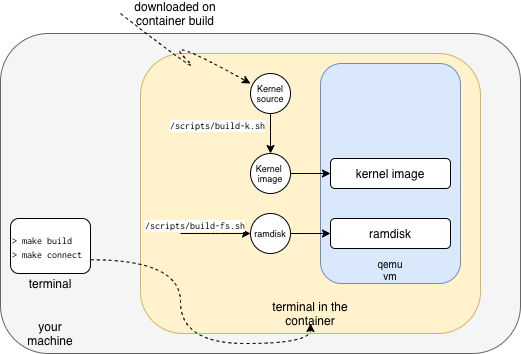 downloaded on
container build
Kernel
source
/scripts/build-k.sh
Kernel
image
kernel image
/scripts/build-fs.sh
ramdisk
ramdisk
qemu
vm
> make build
> make connect
terminal
terminal in the
container
your
machine